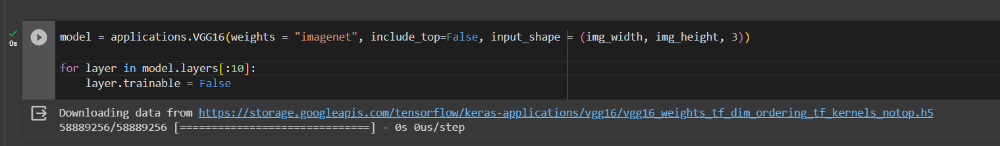 model = applications.VGG16(weights = "imagenet", include_top=False, input_shape = (img_width, img_height, 3))
for layer in model.layers[:10]:
    layer.trainable = False
0s
Downloading data from https://storage.googleapis.com/tensorflow/keras-applications/vgg16/vgg16_weights_tf_dim_ordering_tf_kernels_notop.h5
58889256/58889256 [==============================] - 0s 0us/step